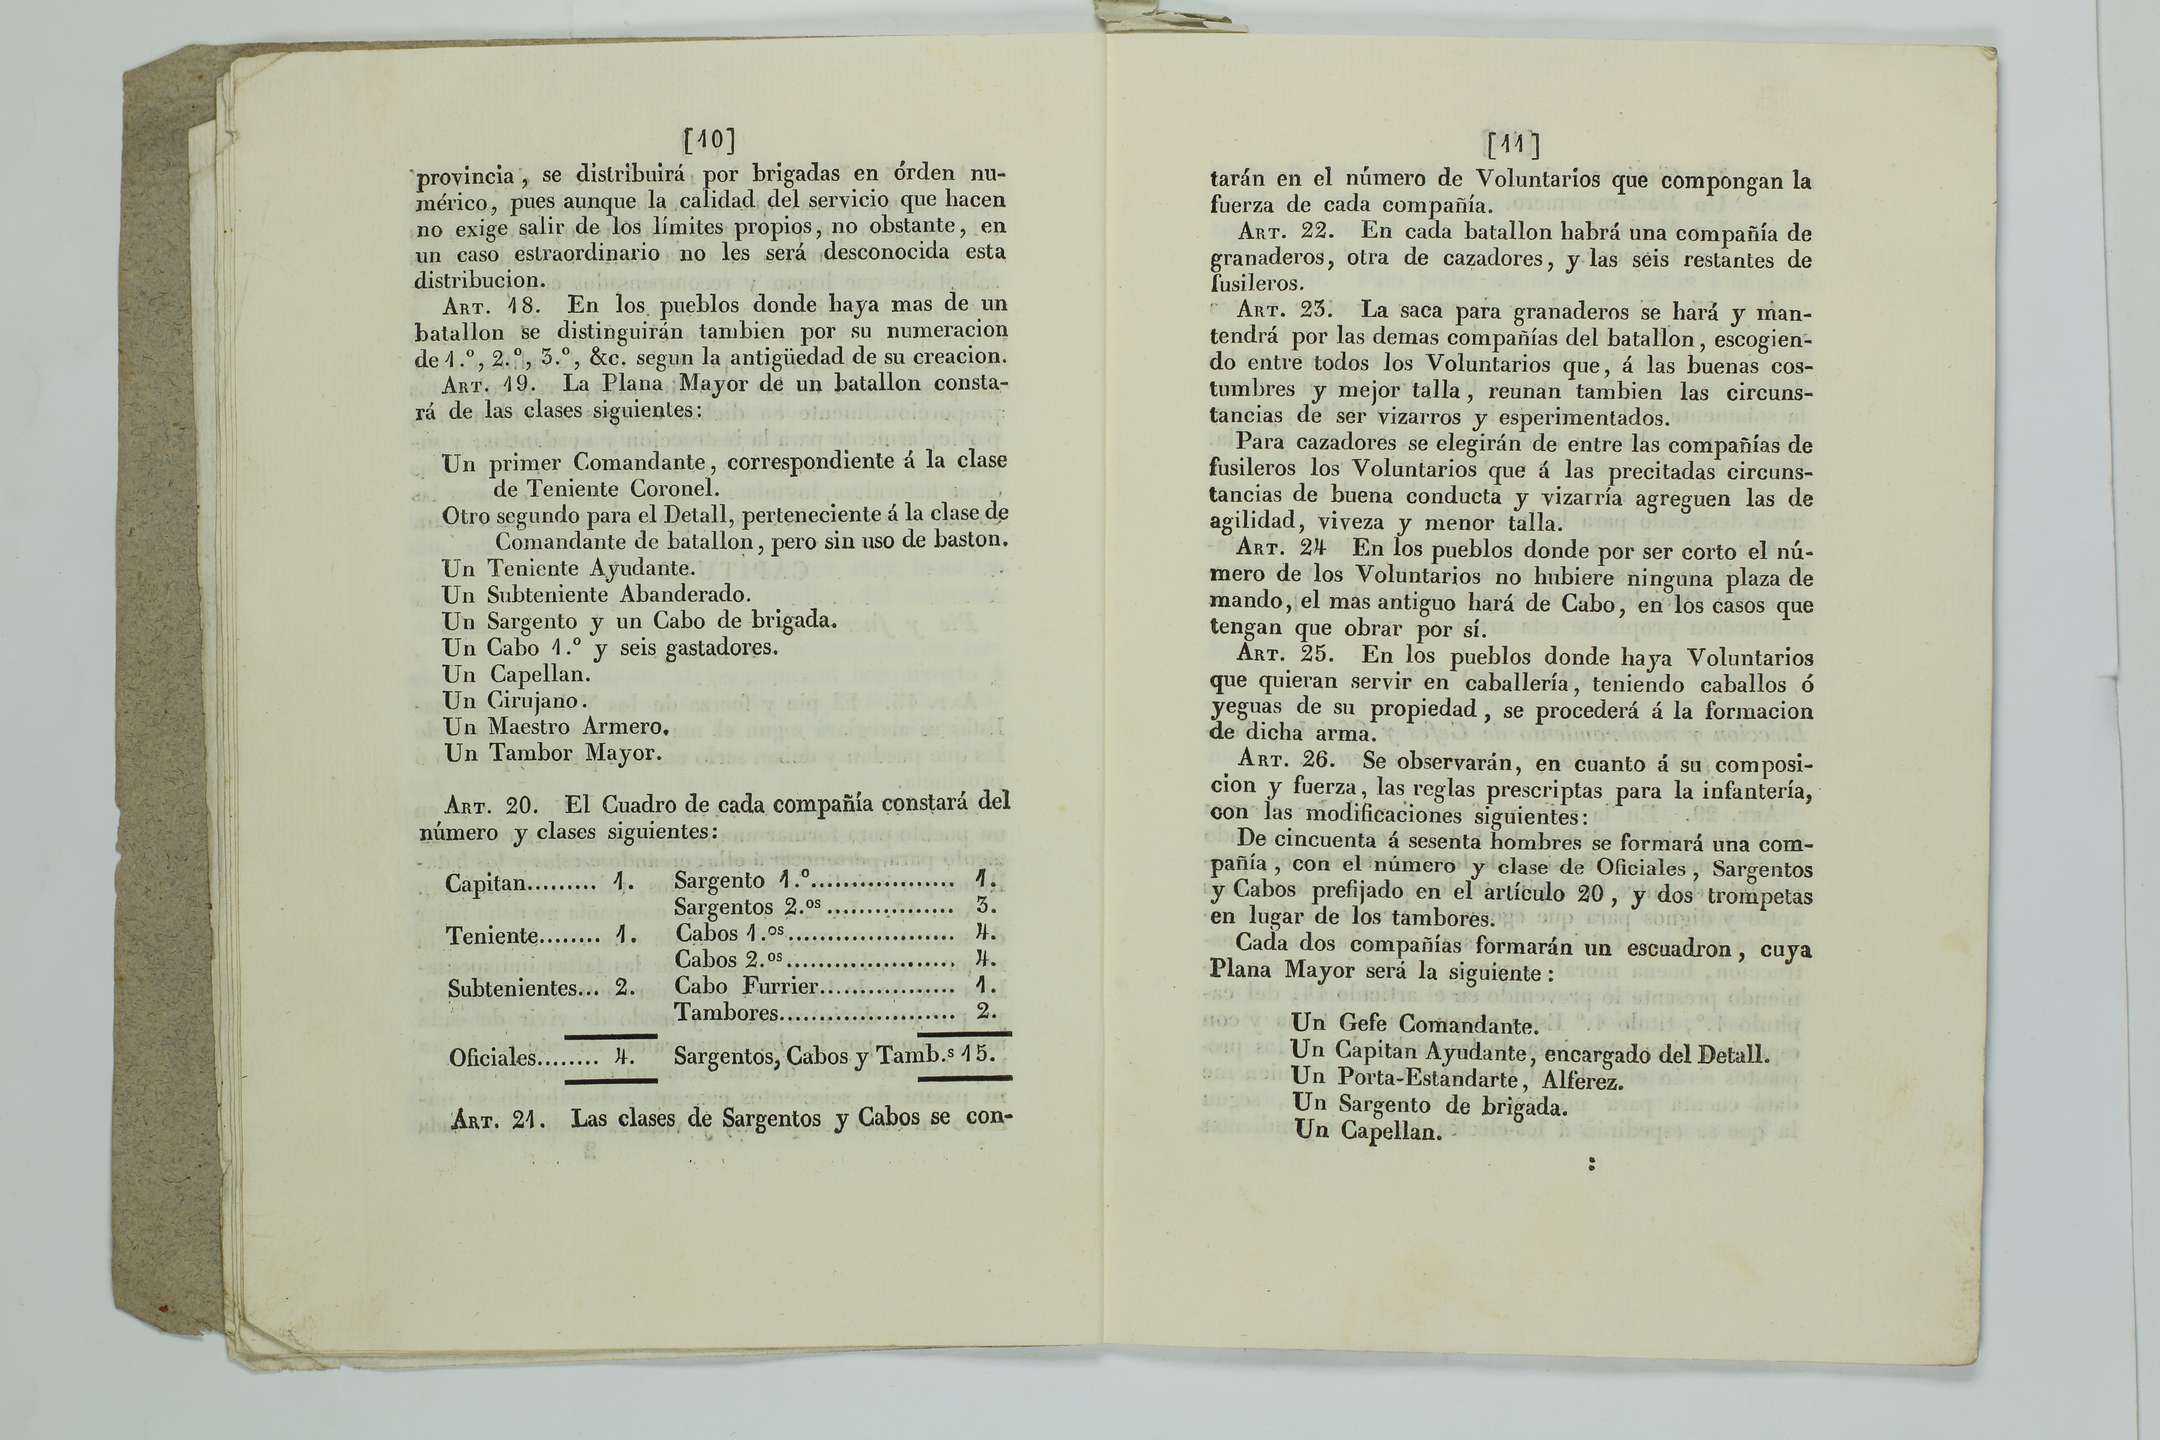 [10]
provincia, se distribuirá por brigadas en órden nu-
mérico, pues aunque la calidad del servicio que hacen
no exige salir de los límites propios, no obstante, en
un caso estraordinario no les será desconocida esta
distribucion.
ART. 18. En los pueblos donde haya mas de un
batallon se distinguirán tambien por su numeracion
de 1.º, 2.º, 3.º, &c. segun la antigüedad de su creacion.
ART. 19. La Plana Mayor de un batallon consta-
rá de las clases siguientes:
Un primer Comandante, correspondiente á la clase
de Teniente Coronel.
Otro segundo para el Detall, perteneciente á la clase de
Comandante de batallon, pero sin uso de baston.
Un Teniente Ayudante.
Un Subteniente Abanderado.
Un Sargento y un Cabo de brigada.
Un Cabo 1.º y seis gastadores.
Un Capellan.
Un Cirujano.
Un Maestro Armero.
Un Tambor Mayor.
ART. 20. El Cuadro de cada compañía constará del
número y clases siguientes:
Capitan......... 1. Sargento 1.º.................. 1.
Sargentos 2.os ................ 3.
Teniente........ 1. Cabos 1.os..................... 4.
Cabos 2.os..................... 4.
Subtenientes... 2. Cabo Furrier................. 1.
Tambores...................... 2.
Oficiales........ 4. Sargentos, Cabos y Tamb.s 15.
ART. 21. Las clases de Sargentos y Cabos se con-
[11]
tarán en el número de Voluntarios que compongan la
fuerza de cada compañía.
ART. 22. En cada batallon habrá una compañía de
granaderos, otra de cazadores, y las seis restantes de
fusileros.
ART. 23. La saca para granaderos se hará y man-
tendrá por las demas compañías del batallon, escogien-
do entre todos los Voluntarios que, á las buenas cos-
tumbres y mejor talla, reunan tambien las circuns-
tancias de ser vizarros y esperimentados.
Para cazadores se elegirán de entre las compañías de
fusileros los Voluntarios que á las precitadas circuns-
tancias de buena conducta y vizarría agreguen las de
agilidad, viveza y menor talla.
ART. 24 En los pueblos donde por ser corto el nú-
mero de los Voluntarios no hubiere ninguna plaza de
mando, el mas antiguo hará de Cabo, en los casos que
tengan que obrar por sí.
ART. 25. En los pueblos donde haya Voluntarios
que quieran servir en caballería, teniendo caballos ó
yeguas de su propiedad, se procederá á la formacion
de dicha arma.
ART. 26. Se observarán, en cuanto á su composi-
cion y fuerza, las reglas prescriptas para la infantería,
con las modificaciones siguientes:
De cincuenta á sesenta hombres se formará una com-
pañía, con el número y clase de Oficiales, Sargentos
y Cabos prefijado en el artículo 20, y dos trompetas
en lugar de los tambores.
Cada dos compañías formarán un escuadron, cuya
Plana Mayor será la siguiente:
Un Gefe Comandante.
Un Capitan Ayudante, encargado del Detall.
Un Porta-Estandarte, Alferez.
Un Sargento de brigada.
Un Capellan.
: